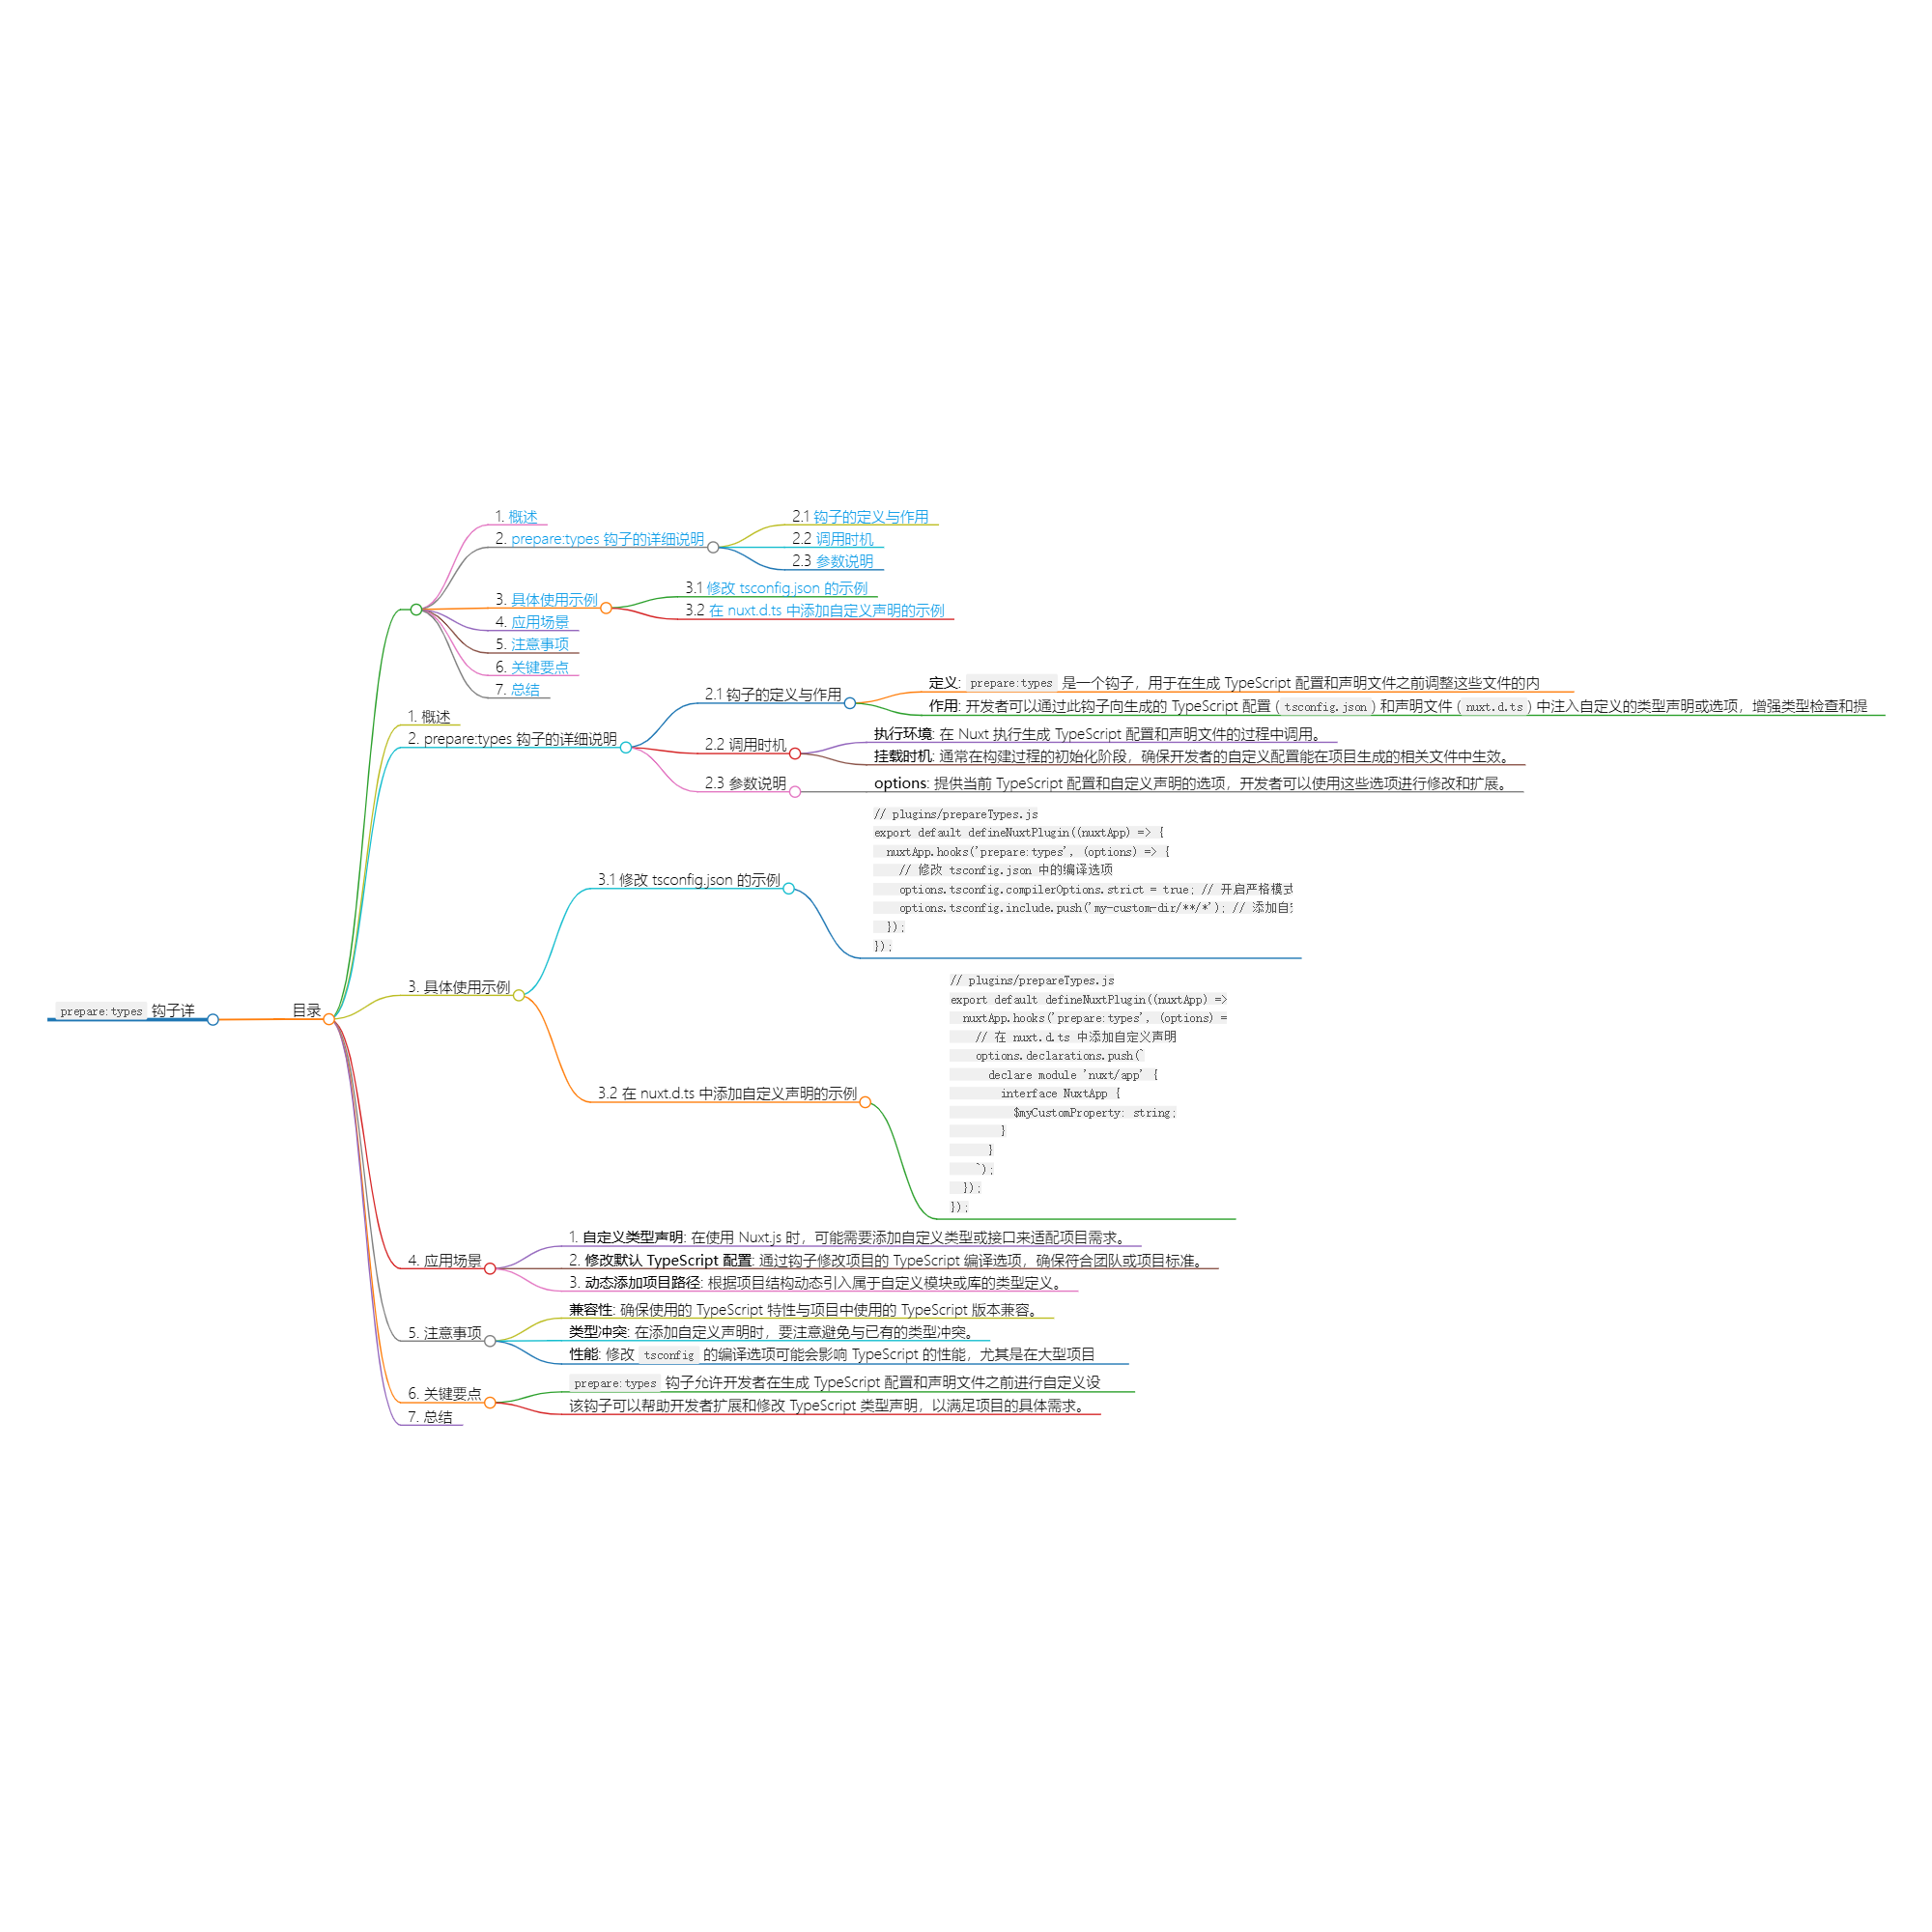 prepare:types 钩子详
目录
1. 概述
2. prepare:types 钩子的详细说明
2.1 钩子的定义与作用
2.2 调用时机
2.3 参数说明
3. 具体使用示例
3.1 修改 tsconfig.json 的示例
3.2 在 nuxt.d.ts 中添加自定义声明的示例
4. 应用场景
5. 注意事项
6. 关键要点
7. 总结
1. 概述
2. prepare:types 钩子的详细说明
2.1 钩子的定义与作用
定义: prepare:types 是一个钩子，用于在生成 TypeScript 配置和声明文件之前调整这些文件的内
作用: 开发者可以通过此钩子向生成的 TypeScript 配置 ( tsconfig.json ) 和声明文件 ( nuxt.d.ts ) 中注入自定义的类型声明或选项，增强类型检查和提
2.2 调用时机
执行环境: 在 Nuxt 执行生成 TypeScript 配置和声明文件的过程中调用。
挂载时机: 通常在构建过程的初始化阶段，确保开发者的自定义配置能在项目生成的相关文件中生效。
2.3 参数说明
options: 提供当前 TypeScript 配置和自定义声明的选项，开发者可以使用这些选项进行修改和扩展。
3. 具体使用示例
3.1 修改 tsconfig.json 的示例
// plugins/prepareTypes.js
export default defineNuxtPlugin((nuxtApp) => {
  nuxtApp.hooks('prepare:types', (options) => {
    // 修改 tsconfig.json 中的编译选项
    options.tsconfig.compilerOptions.strict = true; // 开启严格模式
    options.tsconfig.include.push('my-custom-dir/**/*'); // 添加自
  });
});
3.2 在 nuxt.d.ts 中添加自定义声明的示例
// plugins/prepareTypes.js
export default defineNuxtPlugin((nuxtApp) =>
  nuxtApp.hooks('prepare:types', (options) =
    // 在 nuxt.d.ts 中添加自定义声明
    options.declarations.push(`
      declare module 'nuxt/app' {
        interface NuxtApp {
          $myCustomProperty: string;
        }
      }
    `);
  });
});
4. 应用场景
1. 自定义类型声明: 在使用 Nuxt.js 时，可能需要添加自定义类型或接口来适配项目需求。
2. 修改默认 TypeScript 配置: 通过钩子修改项目的 TypeScript 编译选项，确保符合团队或项目标准。
3. 动态添加项目路径: 根据项目结构动态引入属于自定义模块或库的类型定义。
5. 注意事项
兼容性: 确保使用的 TypeScript 特性与项目中使用的 TypeScript 版本兼容。
类型冲突: 在添加自定义声明时，要注意避免与已有的类型冲突。
性能: 修改 tsconfig 的编译选项可能会影响 TypeScript 的性能，尤其是在大型项目
6. 关键要点
prepare:types 钩子允许开发者在生成 TypeScript 配置和声明文件之前进行自定义设
该钩子可以帮助开发者扩展和修改 TypeScript 类型声明，以满足项目的具体需求。
7. 总结